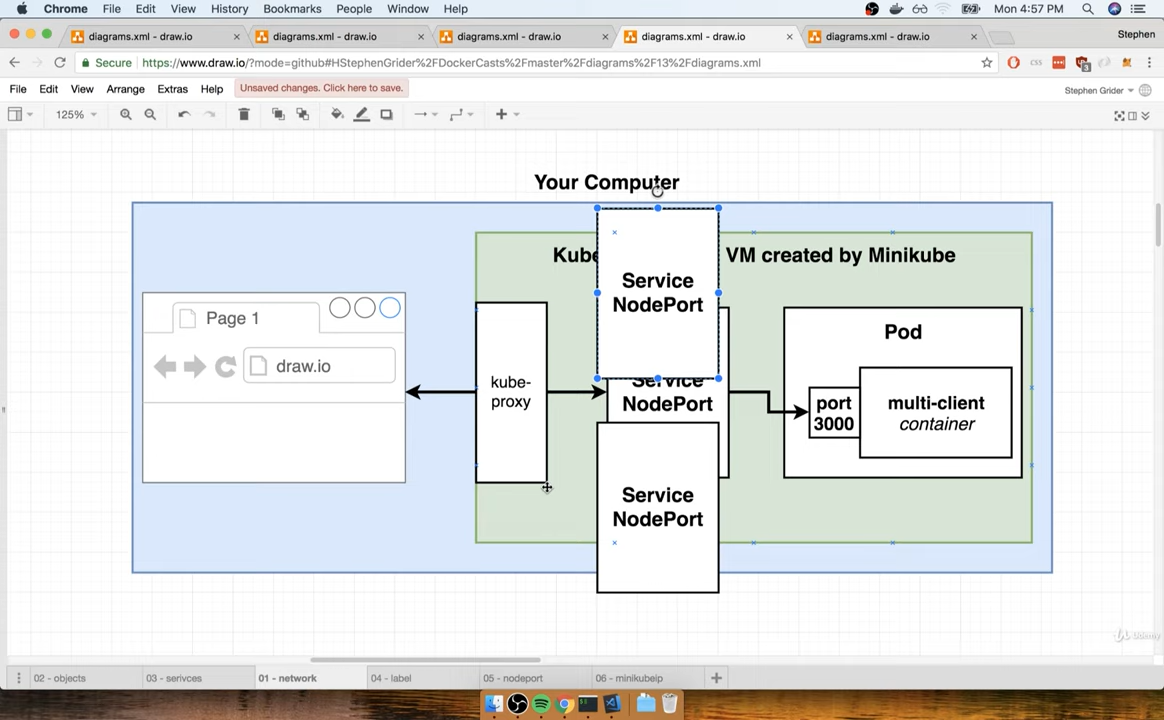 Chrome File Edit View History Bookmarks People Window Help Mon 4:57 PM
diagrams.xml - draw.io diagrams.xml - draw.io diagrams.xml - draw.io diagrams.xml - draw.io diagrams.xml - draw.io Stephen
Secure https://www.draw.io/?mode=github#HStephenGrider%2FDockerCasts%2Fmaster%2Fdiagrams%2F13%2Fdiagrams.xml css 3
File Edit View Arrange Extras Help Unsaved changes. Click here to save. Stephen Grider
125%
Your Computer
Kube VM created by Minikube
Service
NodePort
Page 1
draw.io
kube-
proxy
Service
NodePort
Service
NodePort
Pod
port
3000
multi-client
container
Udemy
02 - objects 03 - serivces 01 - network 04 - label 05 - nodeport 06 - minikubeip